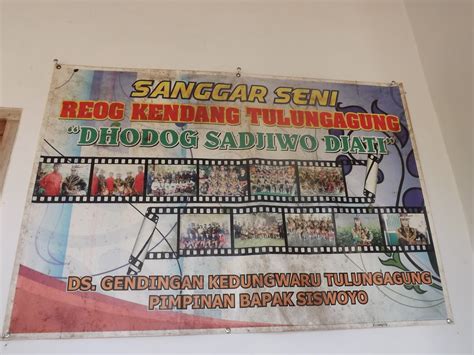 SANGGAR SENI
REOG KENDANG TULUNGAGUNG
"DHODOG SADJIWO DJATI"
DS. GENDINGAN KEDUNGWARU TULUNGAGUNG
PIMPINAN BAPAK SISWOYO